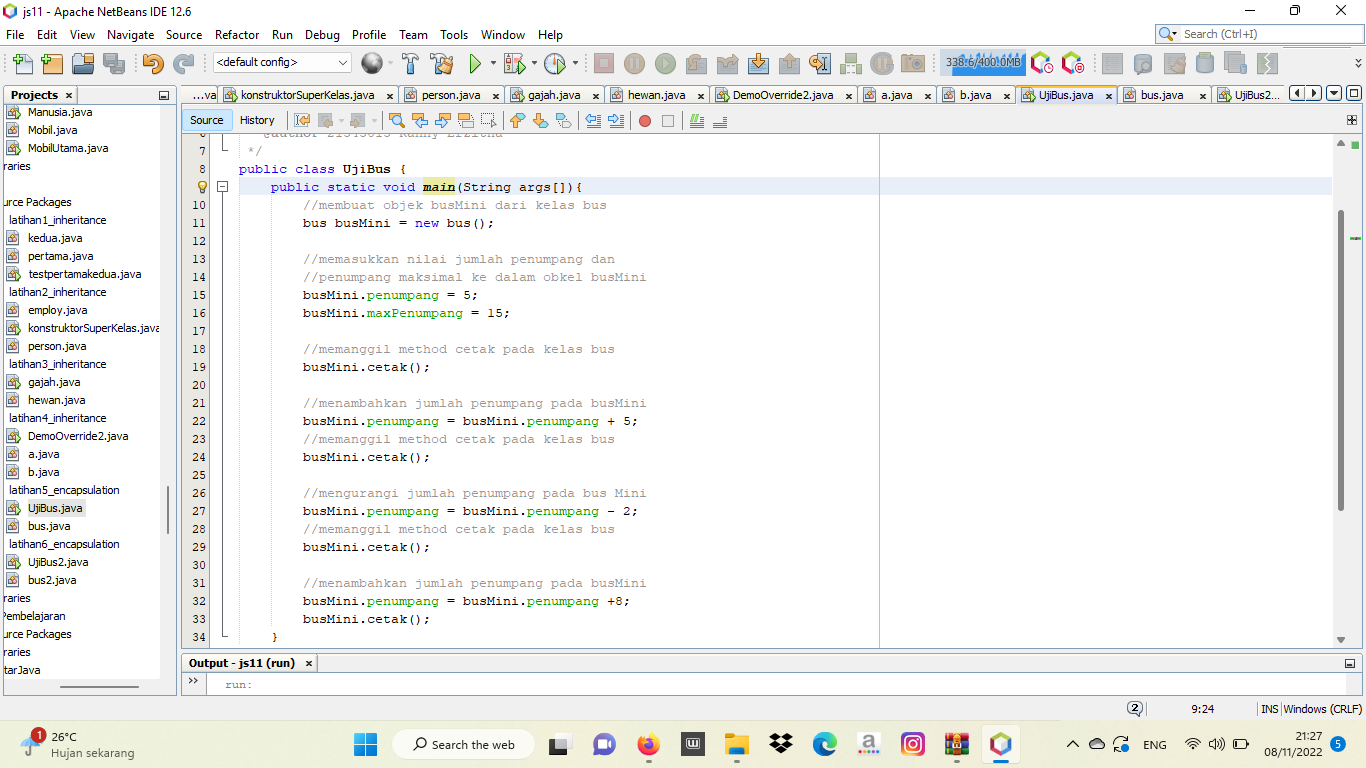 js11 - Apache NetBeans IDE 12.6
File Edit View Navigate Source Refactor Run Debug Profile Team Tools Window Help
Search (Ctrl+I)
<default config>
338.6/400.0MB
Projects
...va konstruktorSuperKelas.java person.java gajah.java hewan.java DemoOverride2.java a.java b.java UjiBus.java bus.java UjiBus2...
Manusia.java
Mobil.java
MobilUtama.java
raries
urce Packages
latihan1_inheritance
kedua.java
pertama.java
testpertamakedua.java
latihan2_inheritance
employ.java
konstruktorSuperKelas.java
person.java
latihan3_inheritance
gajah.java
hewan.java
latihan4_inheritance
DemoOverride2.java
a.java
b.java
latihan5_encapsulation
UjiBus.java
bus.java
latihan6_encapsulation
UjiBus2.java
bus2.java
raries
Pembelajaran
urce Packages
raries
tarJava
Source History
7 */
8 public class UjiBus {
public static void main(String args[]){
10 //membuat objek busMini dari kelas bus
11 bus busMini = new bus();
12
13 //memasukkan nilai jumlah penumpang dan
14 //penumpang maksimal ke dalam obkel busMini
15 busMini.penumpang = 5;
16 busMini.maxPenumpang = 15;
17
18 //memanggil method cetak pada kelas bus
19 busMini.cetak();
20
21 //menambahkan jumlah penumpang pada busMini
22 busMini.penumpang = busMini.penumpang + 5;
23 //memanggil method cetak pada kelas bus
24 busMini.cetak();
25
26 //mengurangi jumlah penumpang pada bus Mini
27 busMini.penumpang = busMini.penumpang - 2;
28 //memanggil method cetak pada kelas bus
29 busMini.cetak();
30
31 //menambahkan jumlah penumpang pada busMini
32 busMini.penumpang = busMini.penumpang +8;
33 busMini.cetak();
34 }
Output - js11 (run)
run:
2 9:24 INS Windows (CRLF)
1 26°C
Hujan sekarang
Search the web
ENG
21:27
08/11/2022
5